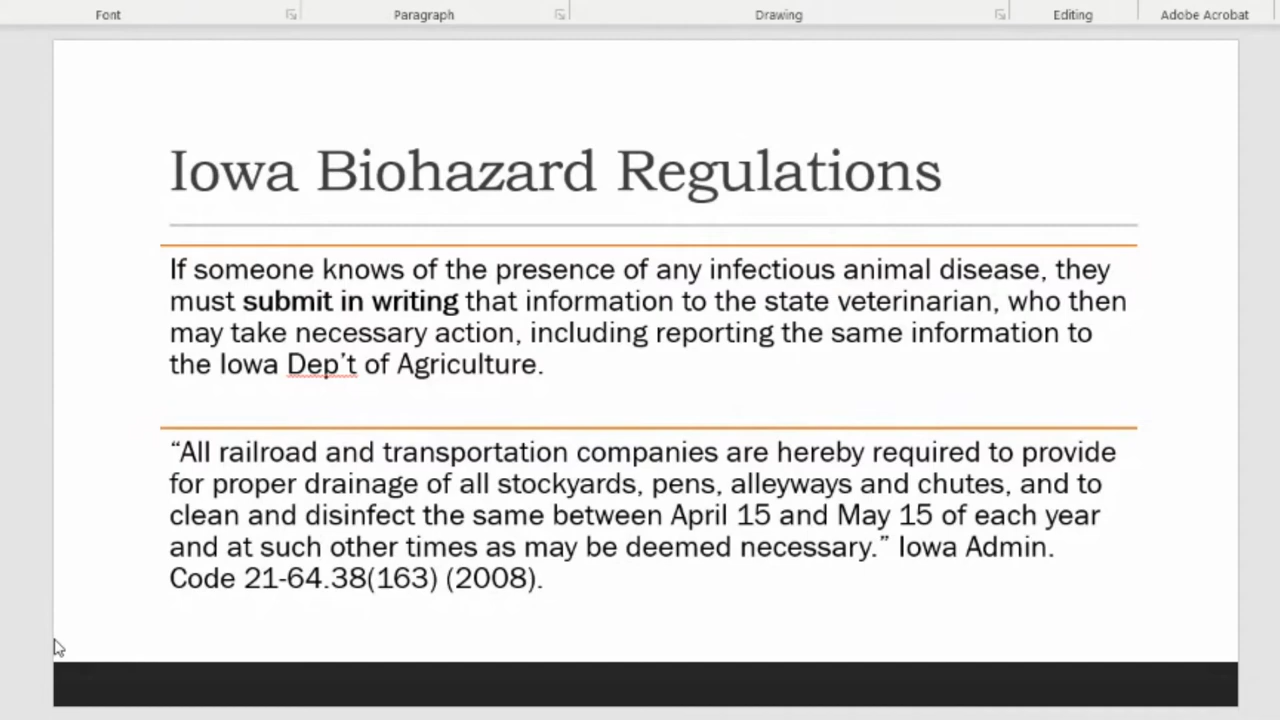 Font Paragraph Drawing Editing Adobe Acrobat
Iowa Biohazard Regulations
If someone knows of the presence of any infectious animal disease, they
must submit in writing that information to the state veterinarian, who then
may take necessary action, including reporting the same information to
the Iowa Dep’t of Agriculture.
“All railroad and transportation companies are hereby required to provide
for proper drainage of all stockyards, pens, alleyways and chutes, and to
clean and disinfect the same between April 15 and May 15 of each year
and at such other times as may be deemed necessary.” Iowa Admin.
Code 21-64.38(163) (2008).